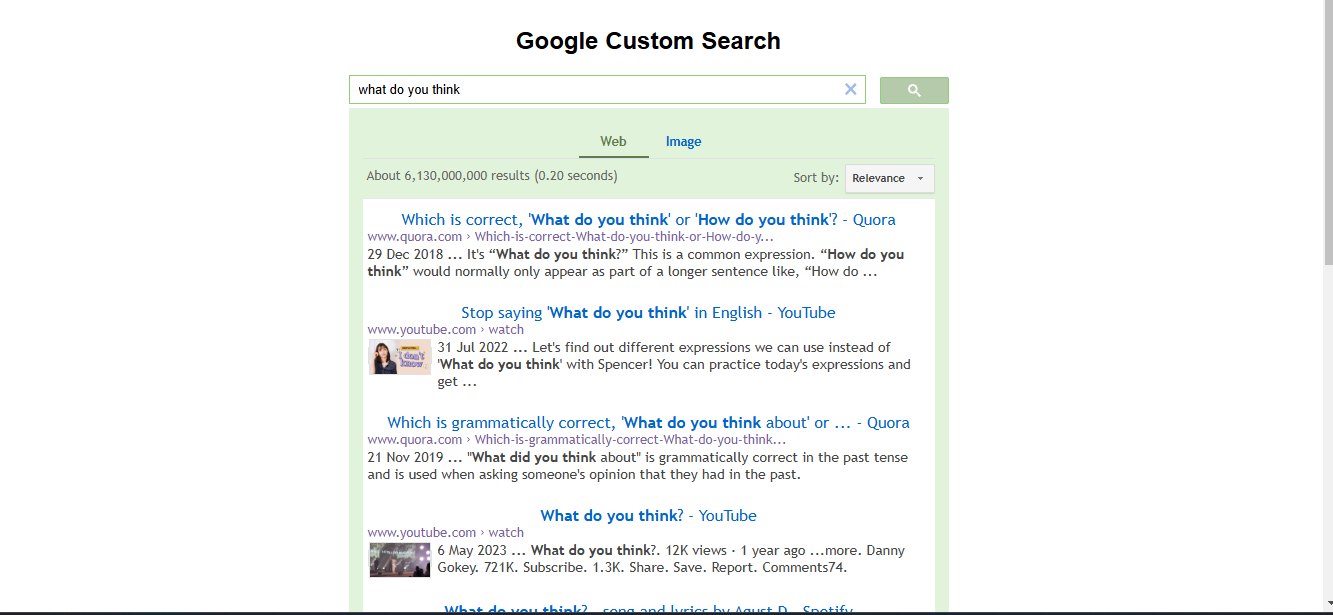 Google Custom Search
what do you think
Web Image
About 6,130,000,000 results (0.20 seconds)
Sort by: Relevance
Which is correct, 'What do you think' or 'How do you think'? - Quora
www.quora.com › Which-is-correct-What-do-you-think-or-How-do-y...
29 Dec 2018 ... It's “What do you think?” This is a common expression. “How do you
think” would normally only appear as part of a longer sentence like, “How do ...
Stop saying 'What do you think' in English - YouTube
www.youtube.com › watch
I don't
know
31 Jul 2022 ... Let's find out different expressions we can use instead of
'What do you think' with Spencer! You can practice today's expressions and
get ...
Which is grammatically correct, 'What do you think about' or ... - Quora
www.quora.com › Which-is-grammatically-correct-What-do-you-think...
21 Nov 2019 ... "What did you think about" is grammatically correct in the past tense
and is used when asking someone's opinion that they had in the past.
What do you think? - YouTube
www.youtube.com › watch
6 May 2023 ... What do you think?. 12K views · 1 year ago ...more. Danny
Gokey. 721K. Subscribe. 1.3K. Share. Save. Report. Comments74.
What do you think? - song and lyrics by Agust D - Spotify